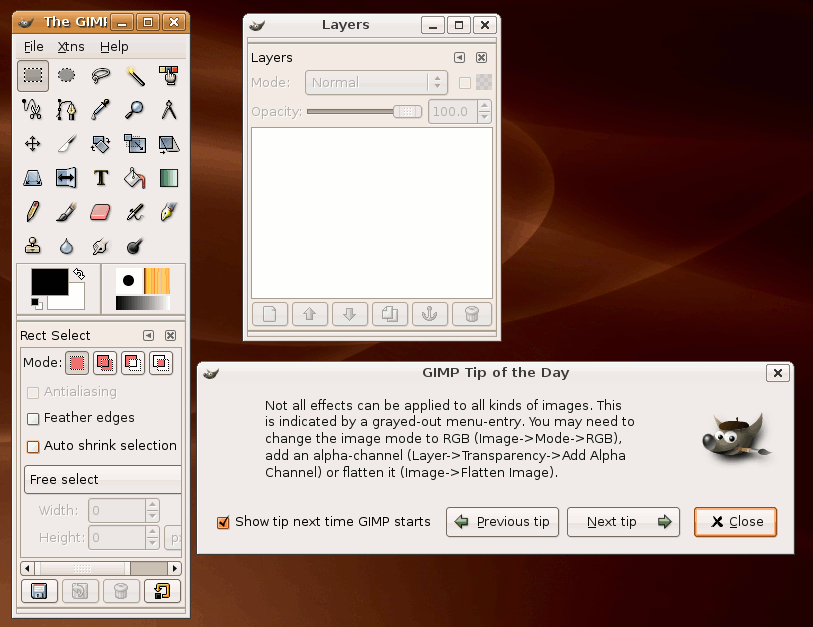 The GIMP
File Xtns Help
Rect Select
Mode:
Antialiasing
Feather edges
Auto shrink selection
Free select
Width: 0
Height: 0
Layers
Layers
Mode: Normal
Opacity: 100.0
GIMP Tip of the Day
Not all effects can be applied to all kinds of images. This
is indicated by a grayed-out menu-entry. You may need to
change the image mode to RGB (Image->Mode->RGB),
add an alpha-channel (Layer->Transparency->Add Alpha
Channel) or flatten it (Image->Flatten Image).
Show tip next time GIMP starts
Previous tip
Next tip
Close